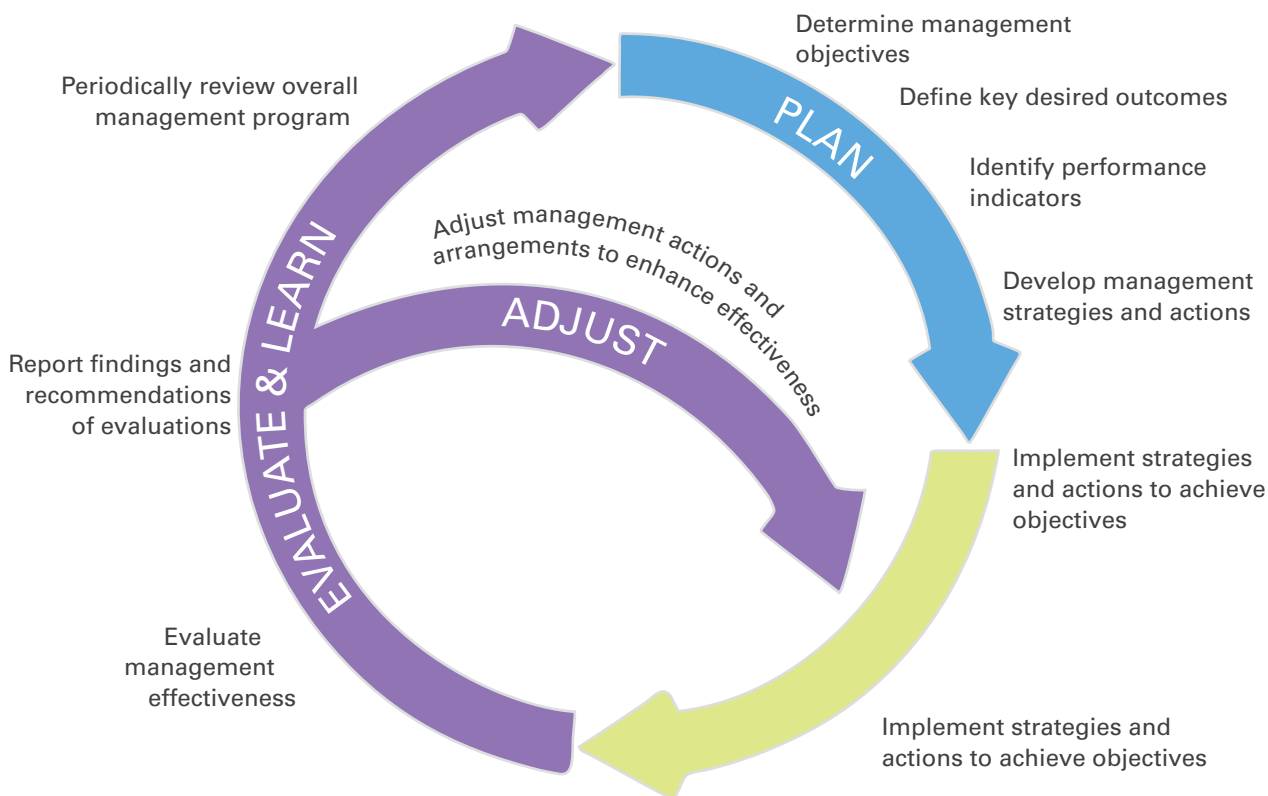 Determine management
objectives
Define key desired outcomes
PLAN
Identify performance
indicators
Develop management
strategies and actions
Implement strategies
and actions to achieve
objectives
Implement strategies and
actions to achieve objectives
Evaluate
management
effectiveness
EVALUATE & LEARN
Report findings and
recommendations
of evaluations
Periodically review overall
management program
Adjust management actions and
arrangements to enhance effectiveness
ADJUST